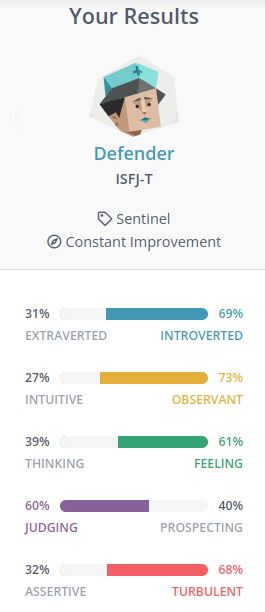 Your Results
Defender
ISFJ-T
Sentinel
Constant Improvement
31% 69%
EXTRAVERTED INTROVERTED
27% 73%
INTUITIVE OBSERVANT
39% 61%
THINKING FEELING
60% 40%
JUDGING PROSPECTING
32% 68%
ASSERTIVE TURBULENT